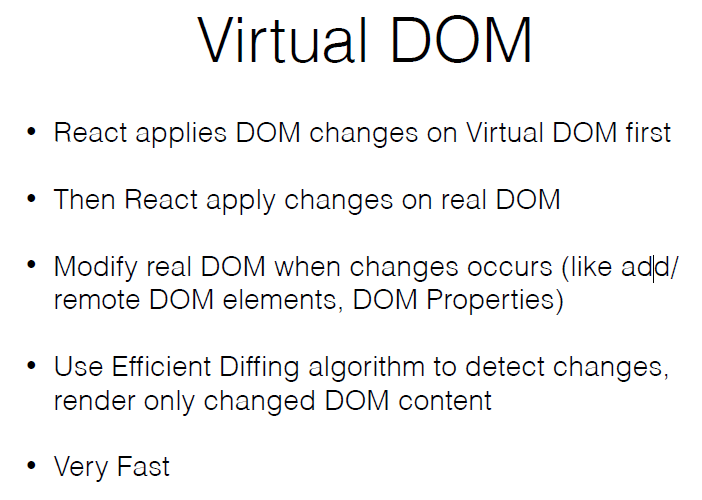 Virtual DOM
• React applies DOM changes on Virtual DOM first
• Then React apply changes on real DOM
• Modify real DOM when changes occurs (like add/
remote DOM elements, DOM Properties)
• Use Efficient Diffing algorithm to detect changes,
render only changed DOM content
• Very Fast